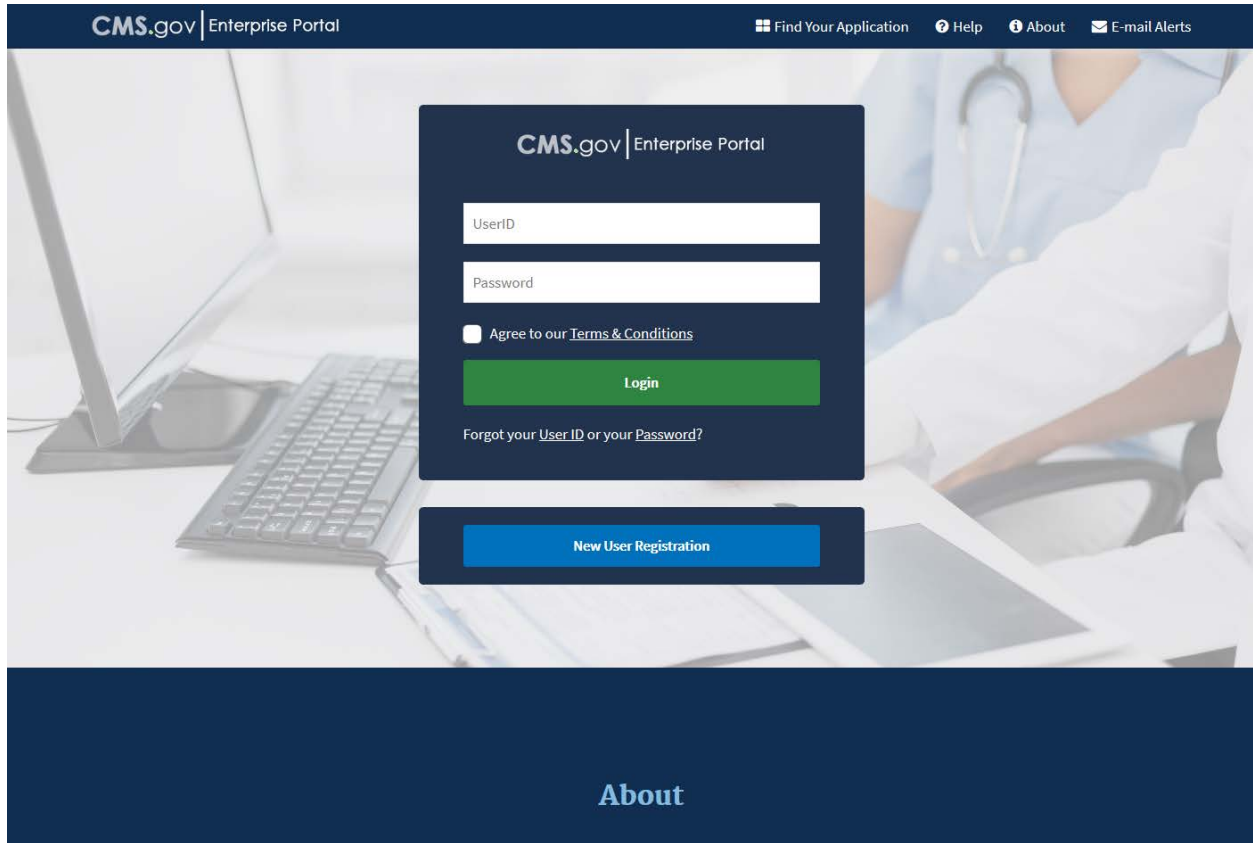 CMS.gov Enterprise Portal
Find Your Application Help About E-mail Alerts
CMS.gov Enterprise Portal
UserID
Password
Agree to our Terms & Conditions
Login
Forgot your User ID or your Password?
New User Registration
About